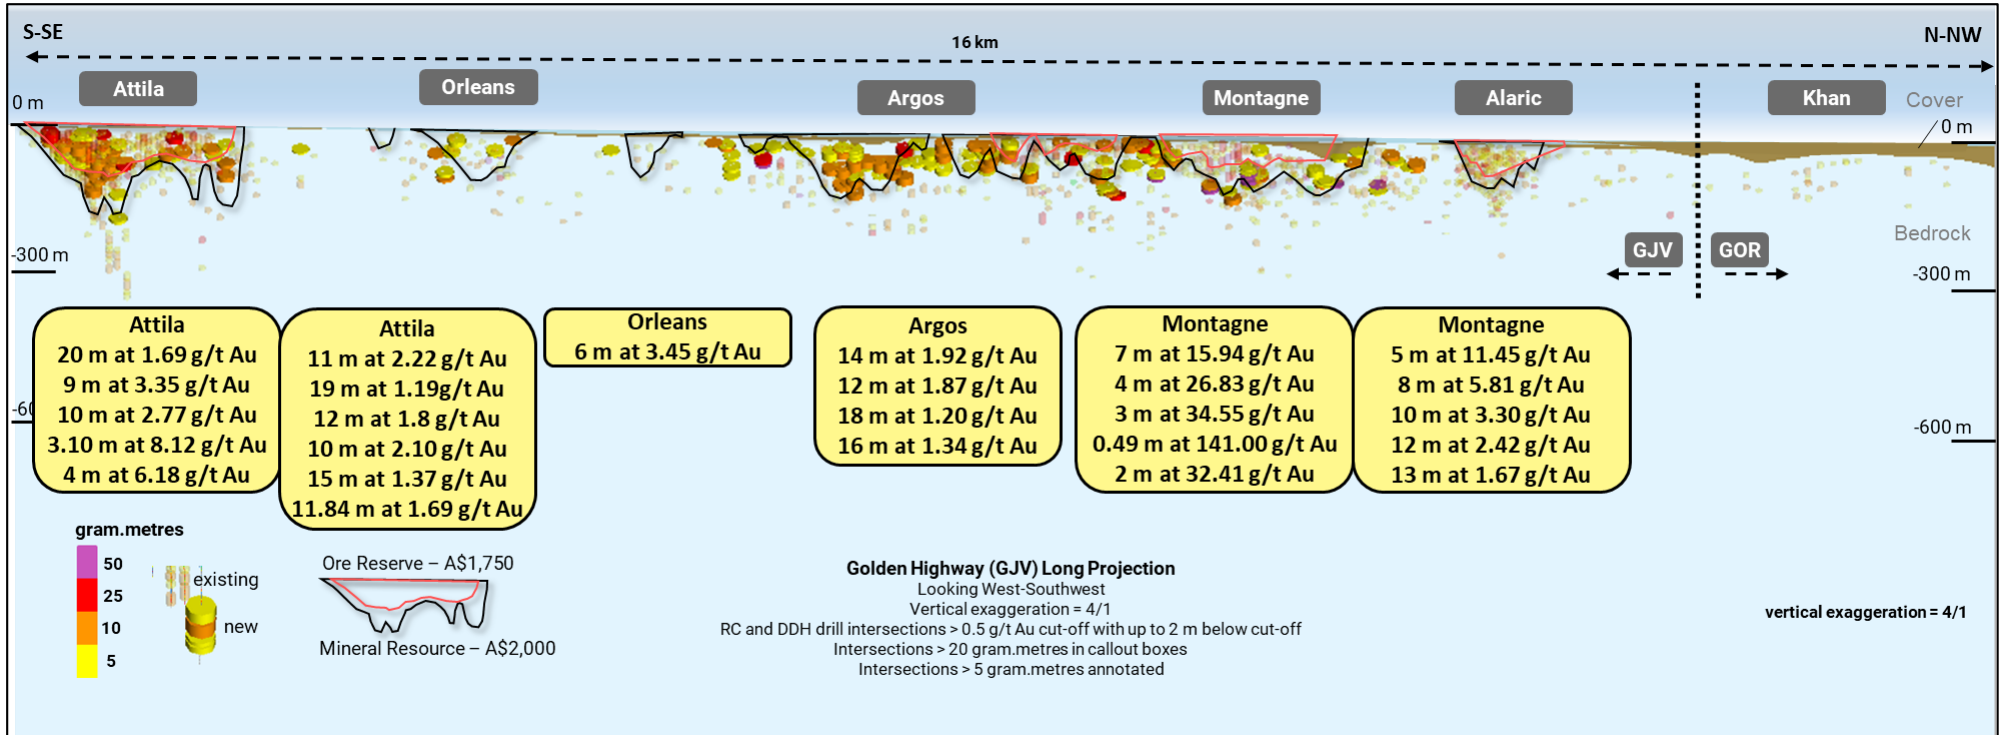 S-SE
N-NW
16 km
Attila
Orleans
Argos
Montagne
Alaric
Khan
Cover
0 m
0 m
GJV
GOR
Bedrock
-300 m
-300 m
Attila
20 m at 1.69 g/t Au
9 m at 3.35 g/t Au
10 m at 2.77 g/t Au
3.10 m at 8.12 g/t Au
4 m at 6.18 g/t Au
Attila
11 m at 2.22 g/t Au
19 m at 1.19g/t Au
12 m at 1.8 g/t Au
10 m at 2.10 g/t Au
15 m at 1.37 g/t Au
11.84 m at 1.69 g/t Au
Orleans
6 m at 3.45 g/t Au
Argos
14 m at 1.92 g/t Au
12 m at 1.87 g/t Au
18 m at 1.20 g/t Au
16 m at 1.34 g/t Au
Montagne
7 m at 15.94 g/t Au
4 m at 26.83 g/t Au
3 m at 34.55 g/t Au
0.49 m at 141.00 g/t Au
2 m at 32.41 g/t Au
Montagne
5 m at 11.45 g/t Au
8 m at 5.81 g/t Au
10 m at 3.30 g/t Au
12 m at 2.42 g/t Au
13 m at 1.67 g/t Au
-600 m
gram.metres
50
25
10
5
existing
new
Ore Reserve – A$1,750
Mineral Resource – A$2,000
Golden Highway (GJV) Long Projection
Looking West-Southwest
Vertical exaggeration = 4/1
RC and DDH drill intersections > 0.5 g/t Au cut-off with up to 2 m below cut-off
Intersections > 20 gram.metres in callout boxes
Intersections > 5 gram.metres annotated
vertical exaggeration = 4/1